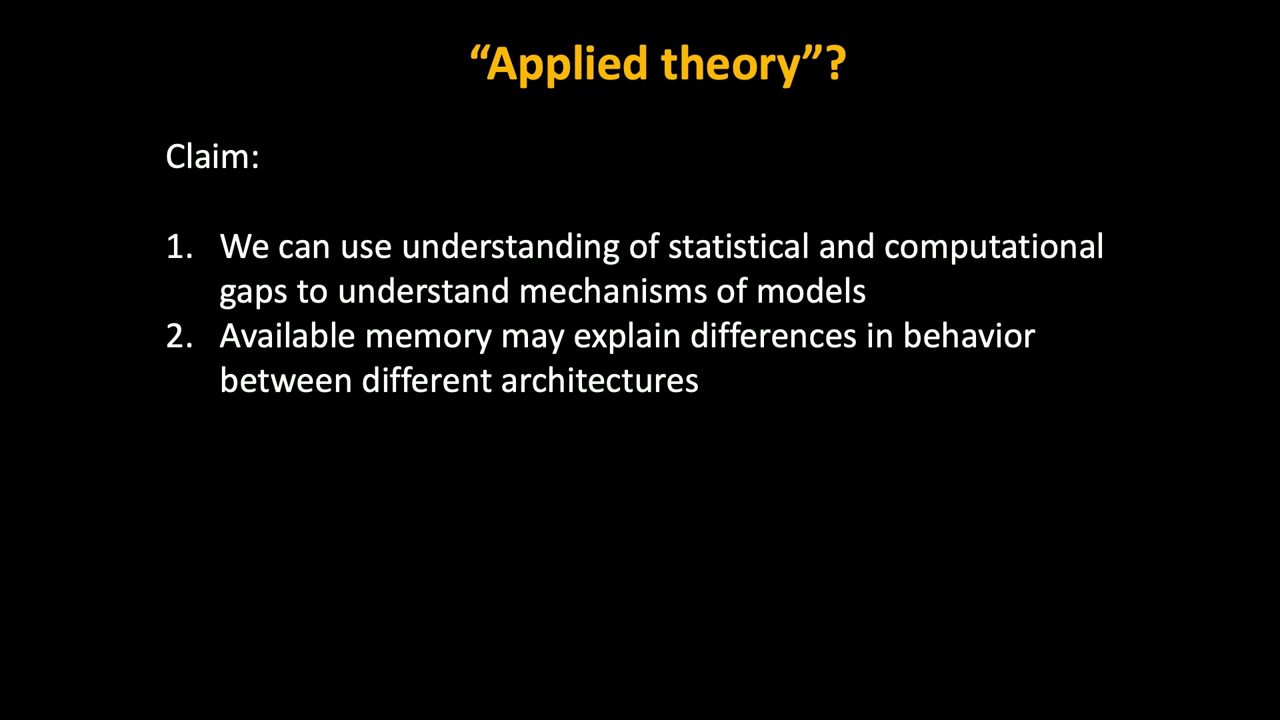 “Applied theory”?
Claim:
1. We can use understanding of statistical and computational
gaps to understand mechanisms of models
2. Available memory may explain differences in behavior
between different architectures